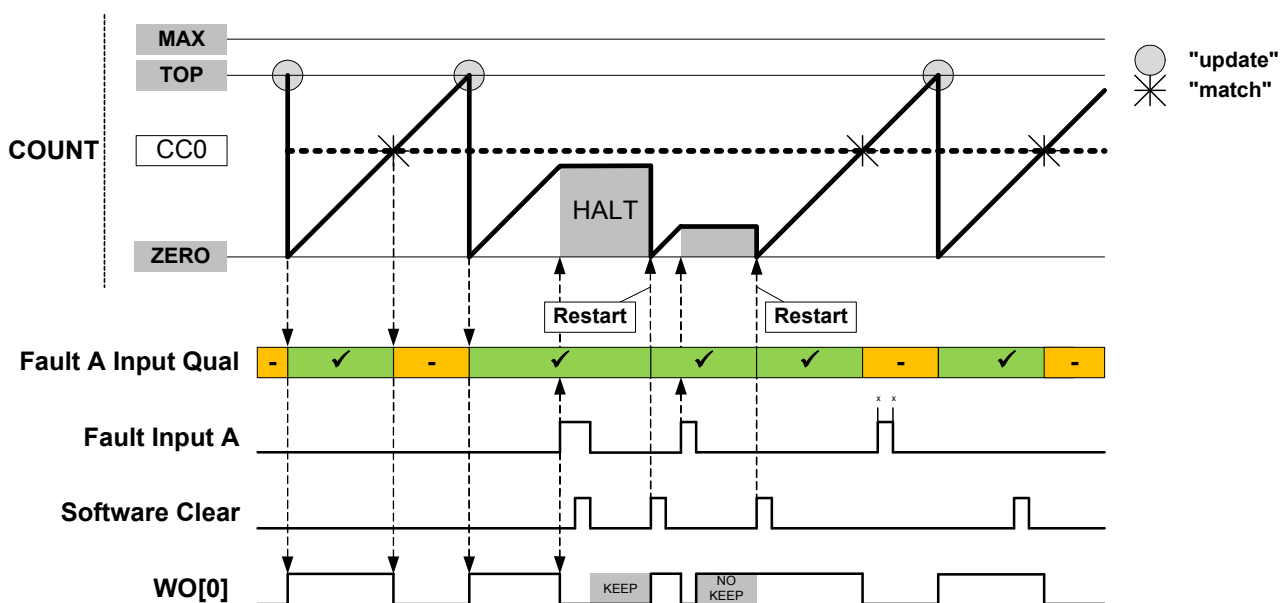 MAX
TOP
"update"
"match"
COUNT
CC0
HALT
ZERO
Restart
Restart
Fault A Input Qual
- ✓ - ✓ ✓ ✓ - ✓ -
x x
Fault Input A
Software Clear
WO[0]
KEEP
NO
KEEP